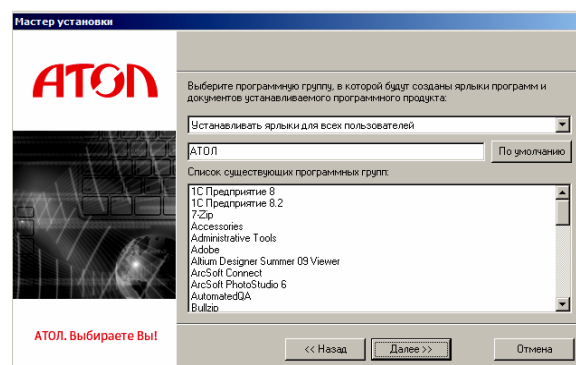 Мастер установки
АТОЛ
Выберите программную группу, в которой будут созданы ярлыки программ и
документов устанавливаемого программного продукта:
Устанавливать ярлыки для всех пользователей
АТОЛ
По умолчанию
Список существующих программных групп:
1С Предприятие 8
1С Предприятие 8.2
7-Zip
Accessories
Administrative Tools
Adobe
Altium Designer Summer 09 Viewer
ArcSoft Connect
ArcSoft PhotoStudio 6
AutomatedQA
Bullzip
АТОЛ. Выбираете Вы!
<< Назад
Далее >>
Отмена